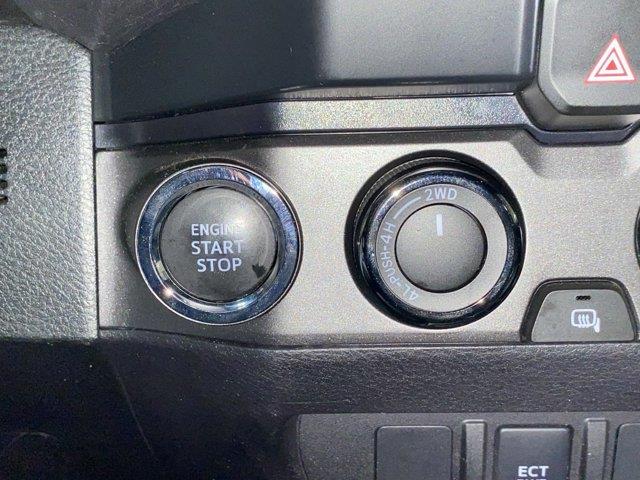 ENGINE
START
STOP
2WD
4L-PUSH-4H
ECT